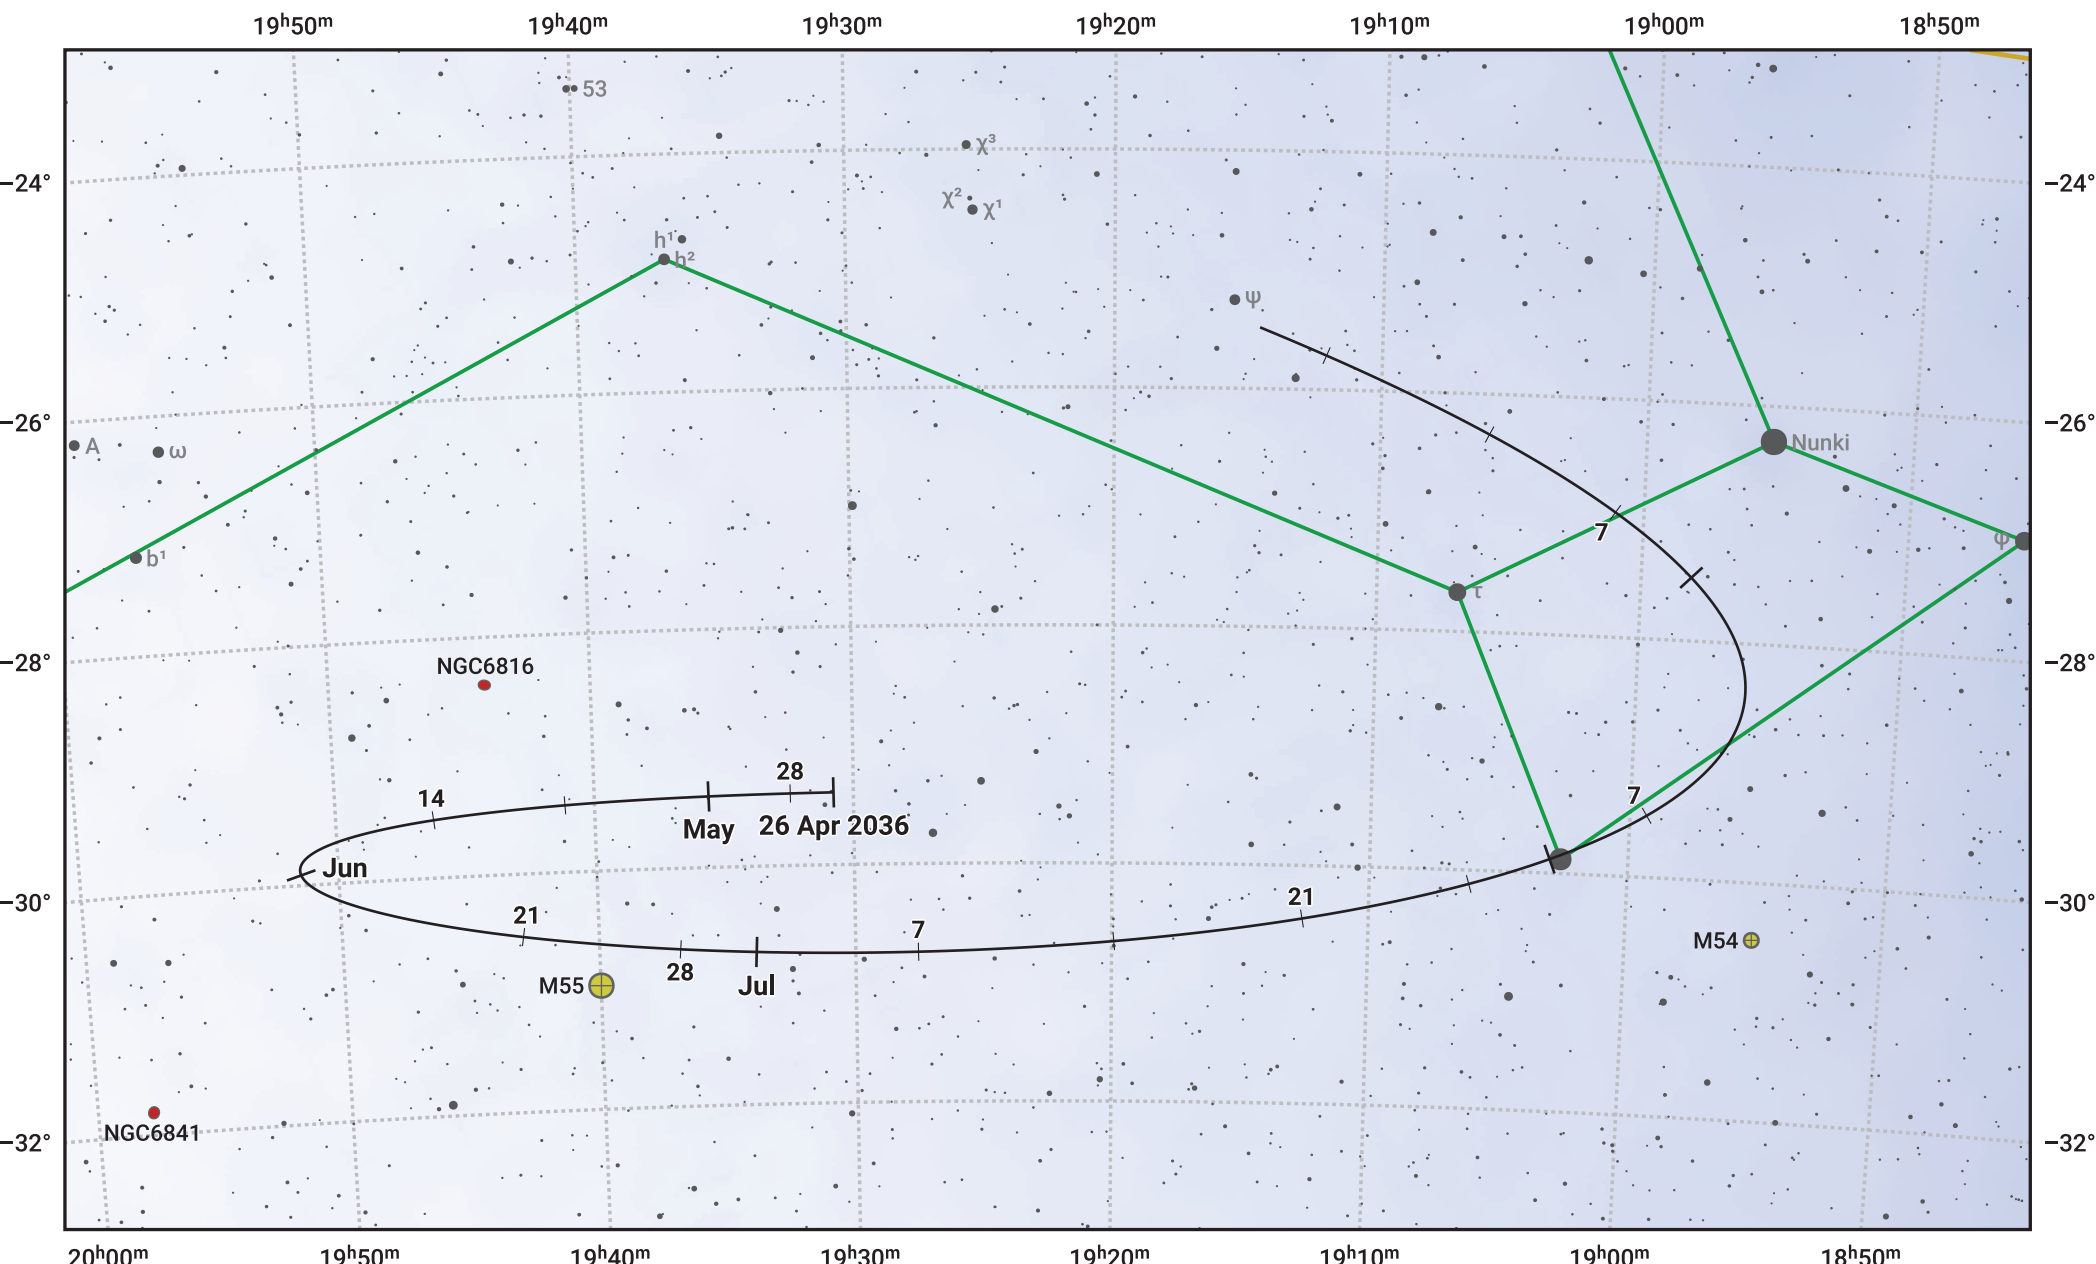 19ʰ50ᵐ 19ʰ40ᵐ 19ʰ30ᵐ 19ʰ20ᵐ 19ʰ10ᵐ 19ʰ00ᵐ 18ʰ50ᵐ
53
χ³
−24° −24°
χ² χ¹
h¹
h²
ψ
−26° −26°
A ω Nunki
7
b¹ φ
τ
−28° NGC6816 −28°
28
14 7
May 26 Apr 2036
Jun
21
−30° 21 7 −30°
M54
28
M55 Jul
NGC6841
−32° −32°
20ʰ00ᵐ 19ʰ50ᵐ 19ʰ40ᵐ 19ʰ30ᵐ 19ʰ20ᵐ 19ʰ10ᵐ 19ʰ00ᵐ 18ʰ50ᵐ